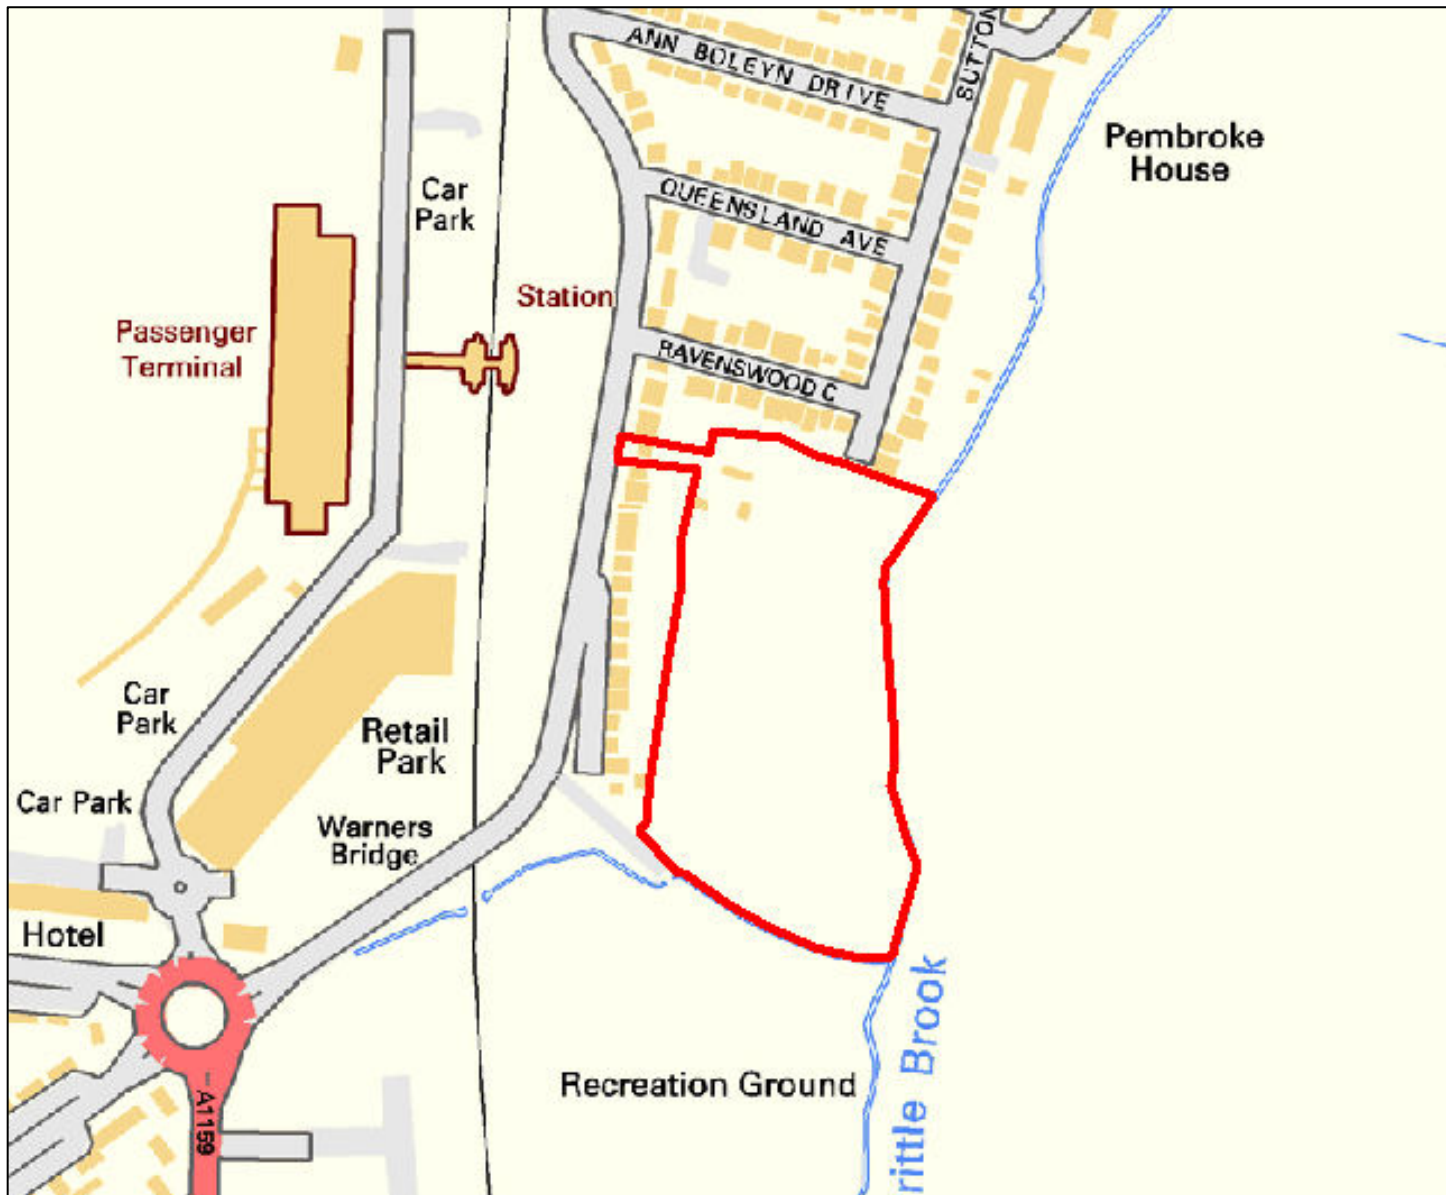 ANN BOLEYN DRIVE
SUTTON
Pembroke
House
Car
Park
QUEENSLAND AVE
Station
Passenger
Terminal
RAVENSWOOD C
Car
Park
Retail
Park
Car Park
Warners
Bridge
Hotel
rittle Brook
Recreation Ground
A1159